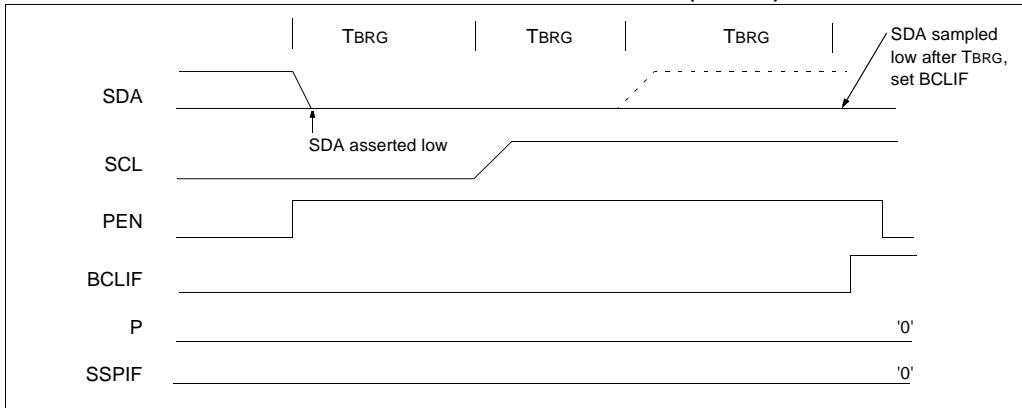 TBRG TBRG TBRG
SDA sampled
low after TBRG,
set BCLIF
SDA
SDA asserted low
SCL
PEN
BCLIF
P '0'
SSPIF '0'